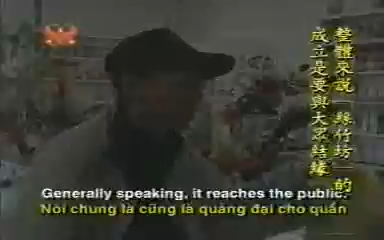 整體來說「絲竹坊」的
成立是要與大眾結緣
Generally speaking, it reaches the public.
Nói chung là cũng là quảng đại cho quần